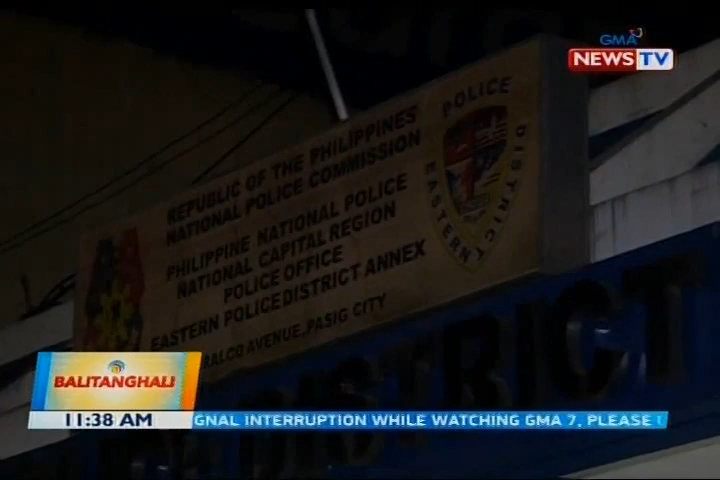 GMA
NEWS TV
REPUBLIC OF THE PHILIPPINES
NATIONAL POLICE COMMISSION
PHILIPPINE NATIONAL POLICE
NATIONAL CAPITAL REGION
POLICE OFFICE
EASTERN POLICE DISTRICT ANNEX
RALCO AVENUE, PASIG CITY
POLICE
EASTERN
DISTRICT
DISTRICT
BALITANGHALI
11:38 AM
GNAL INTERRUPTION WHILE WATCHING GMA 7, PLEASE